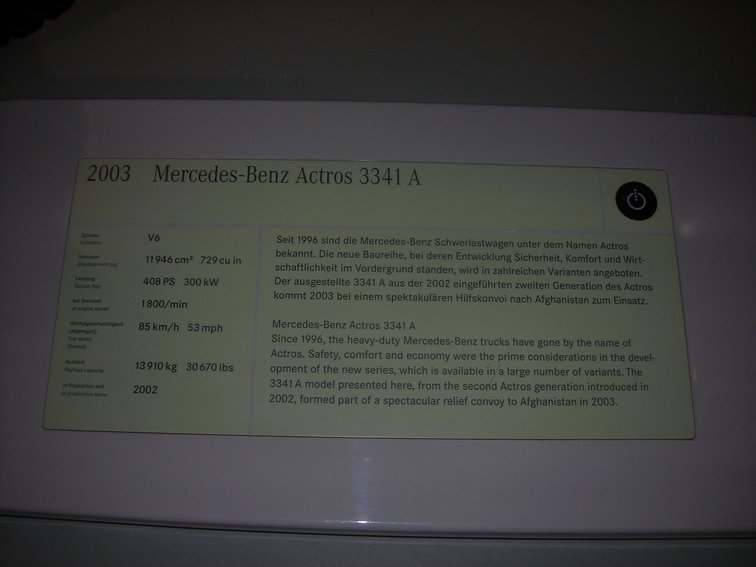 2003 Mercedes-Benz Actros 3341 A
Zylinder
Cylinders
V6
Hubraum
Displacement (cc)
11946 cm³ 729 cu in
Leistung
Output (hp)
408 PS 300 kW
bei Drehzahl
at engine speed
1800/min
Höchstgeschwindigkeit
(abgeregelt)
Top speed
(limited)
85 km/h 53 mph
Nutzlast
Payload capacity
13910 kg 30670 lbs
in Produktion seit
in production since
2002
Seit 1996 sind die Mercedes-Benz Schwerlastwagen unter dem Namen Actros
bekannt. Die neue Baureihe, bei deren Entwicklung Sicherheit, Komfort und Wirt-
schaftlichkeit im Vordergrund standen, wird in zahlreichen Varianten angeboten.
Der ausgestellte 3341 A aus der 2002 eingeführten zweiten Generation des Actros
kommt 2003 bei einem spektakulären Hilfskonvoi nach Afghanistan zum Einsatz.
Mercedes-Benz Actros 3341 A
Since 1996, the heavy-duty Mercedes-Benz trucks have gone by the name of
Actros. Safety, comfort and economy were the prime considerations in the devel-
opment of the new series, which is available in a large number of variants. The
3341 A model presented here, from the second Actros generation introduced in
2002, formed part of a spectacular relief convoy to Afghanistan in 2003.